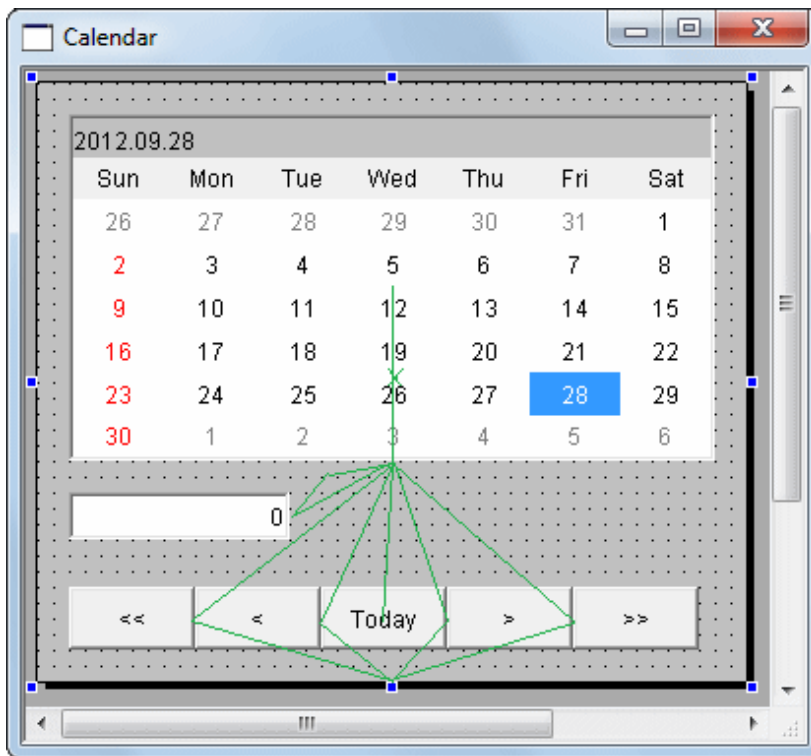 Calendar
2012.09.28
Sun Mon Tue Wed Thu Fri Sat
26 27 28 29 30 31 1
2 3 4 5 6 7 8
9 10 11 12 13 14 15
16 17 18 19 20 21 22
23 24 25 26 27 28 29
30 1 2 3 4 5 6
0
<< < Today > >>